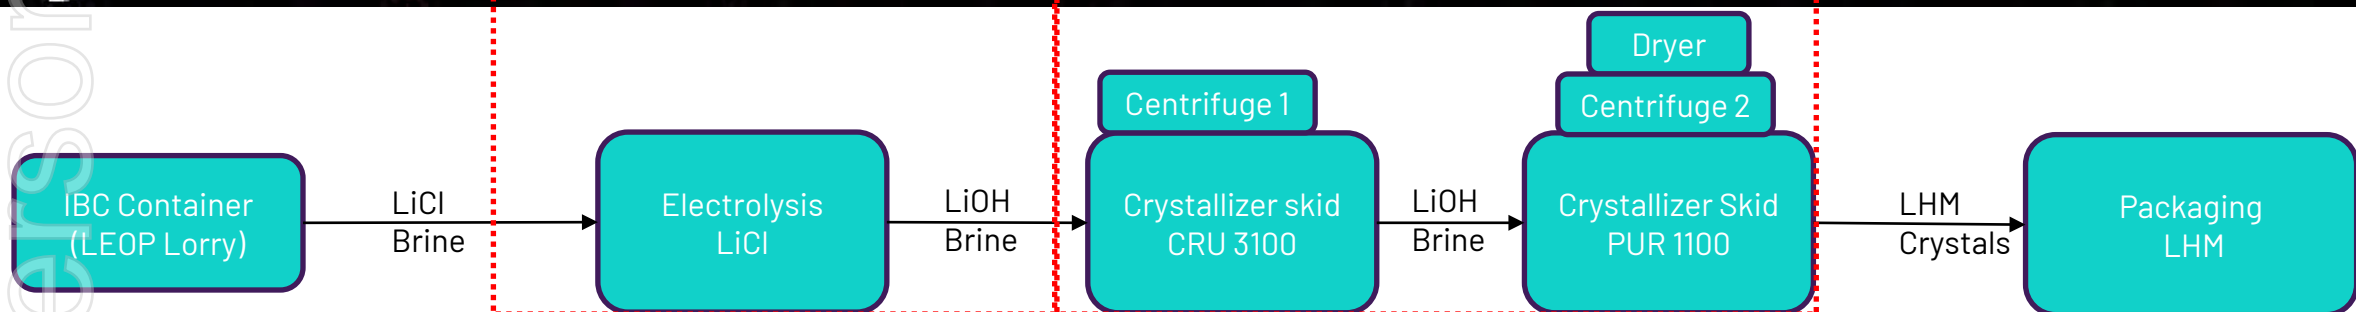 IBC Container
(LEOP Lorry)
LiCl
Brine
Electrolysis
LiCl
LiOH
Brine
Centrifuge 1
Crystallizer skid
CRU 3100
LiOH
Brine
Dryer
Centrifuge 2
Crystallizer Skid
PUR 1100
LHM
Crystals
Packaging
LHM